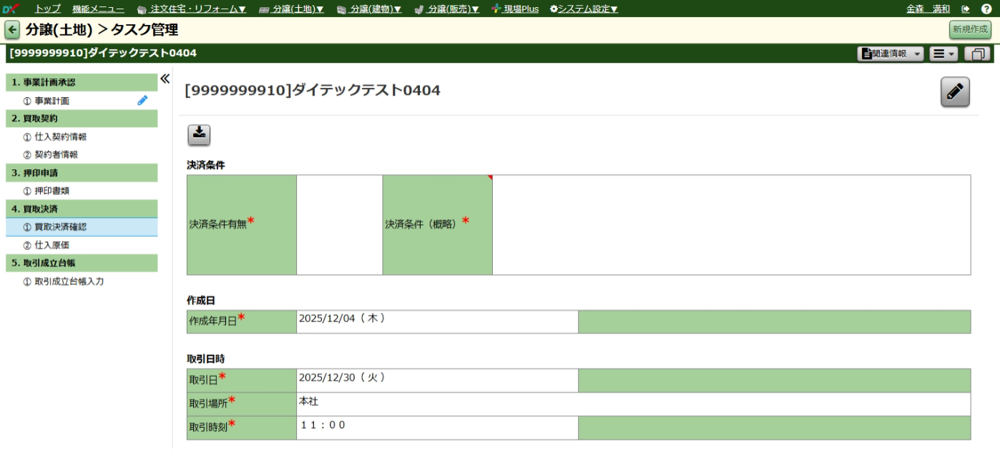 DX トップ 機能メニュー 注文住宅・リフォーム▼ 分譲(土地)▼ 分譲(建物)▼ 分譲(販売)▼ 現場Plus システム設定▼ 金森 満和 ?
分譲(土地) ＞タスク管理 新規作成
[9999999910]ダイテックテスト0404 関連情報
1. 事業計画承認
① 事業計画
2. 買取契約
① 仕入契約情報
② 契約者情報
3. 押印申請
① 押印書類
4. 買取決済
① 買取決済確認
② 仕入原価
5. 取引成立台帳
① 取引成立台帳入力
[9999999910]ダイテックテスト0404
決済条件
決済条件有無* 決済条件（概略）*
作成日
作成年月日* 2025/12/04（木）
取引日時
取引日* 2025/12/30（火）
取引場所* 本社
取引時刻* １１：００